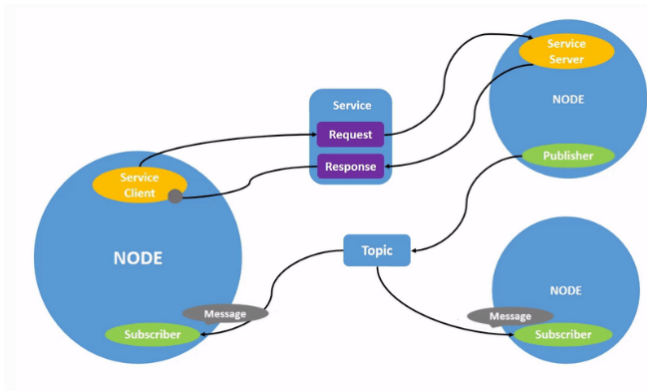 Service
Server
NODE
Publisher
Service
Request
Response
Service
Client
NODE
Message
Subscriber
Topic
NODE
Message
Subscriber